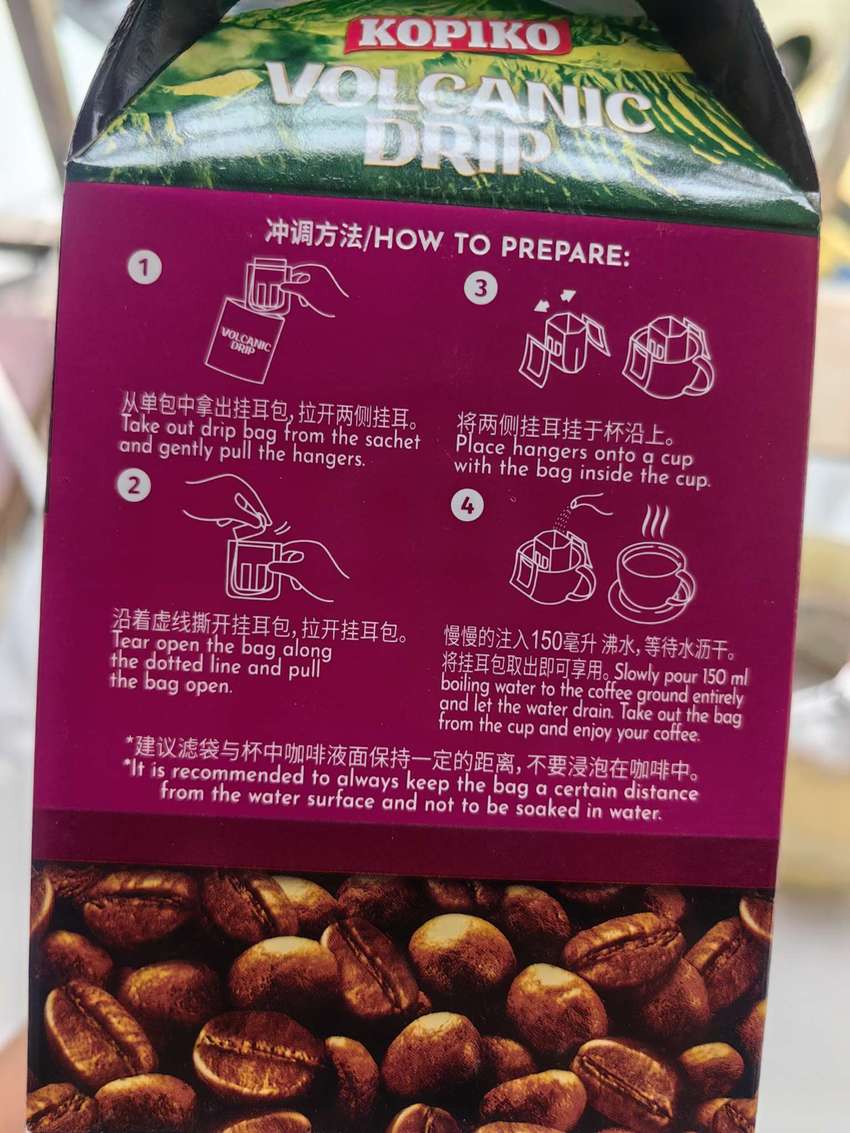 KOPIKO
VOLCANIC
DRIP
冲调方法/HOW TO PREPARE:
1
VOLCANIC
DRIP
从单包中拿出挂耳包,拉开两侧挂耳。
Take out drip bag from the sachet
and gently pull the hangers.
2
沿着虚线撕开挂耳包,拉开挂耳包。
Tear open the bag along
the dotted line and pull
the bag open.
3
将两侧挂耳挂于杯沿上。
Place hangers onto a cup
with the bag inside the cup.
4
慢慢的注入150毫升 沸水,等待水沥干。
将挂耳包取出即可享用。Slowly pour 150 ml
boiling water to the coffee ground entirely
and let the water drain. Take out the bag
from the cup and enjoy your coffee.
*建议滤袋与杯中咖啡液面保持一定的距离,不要浸泡在咖啡中。
*It is recommended to always keep the bag a certain distance
from the water surface and not to be soaked in water.